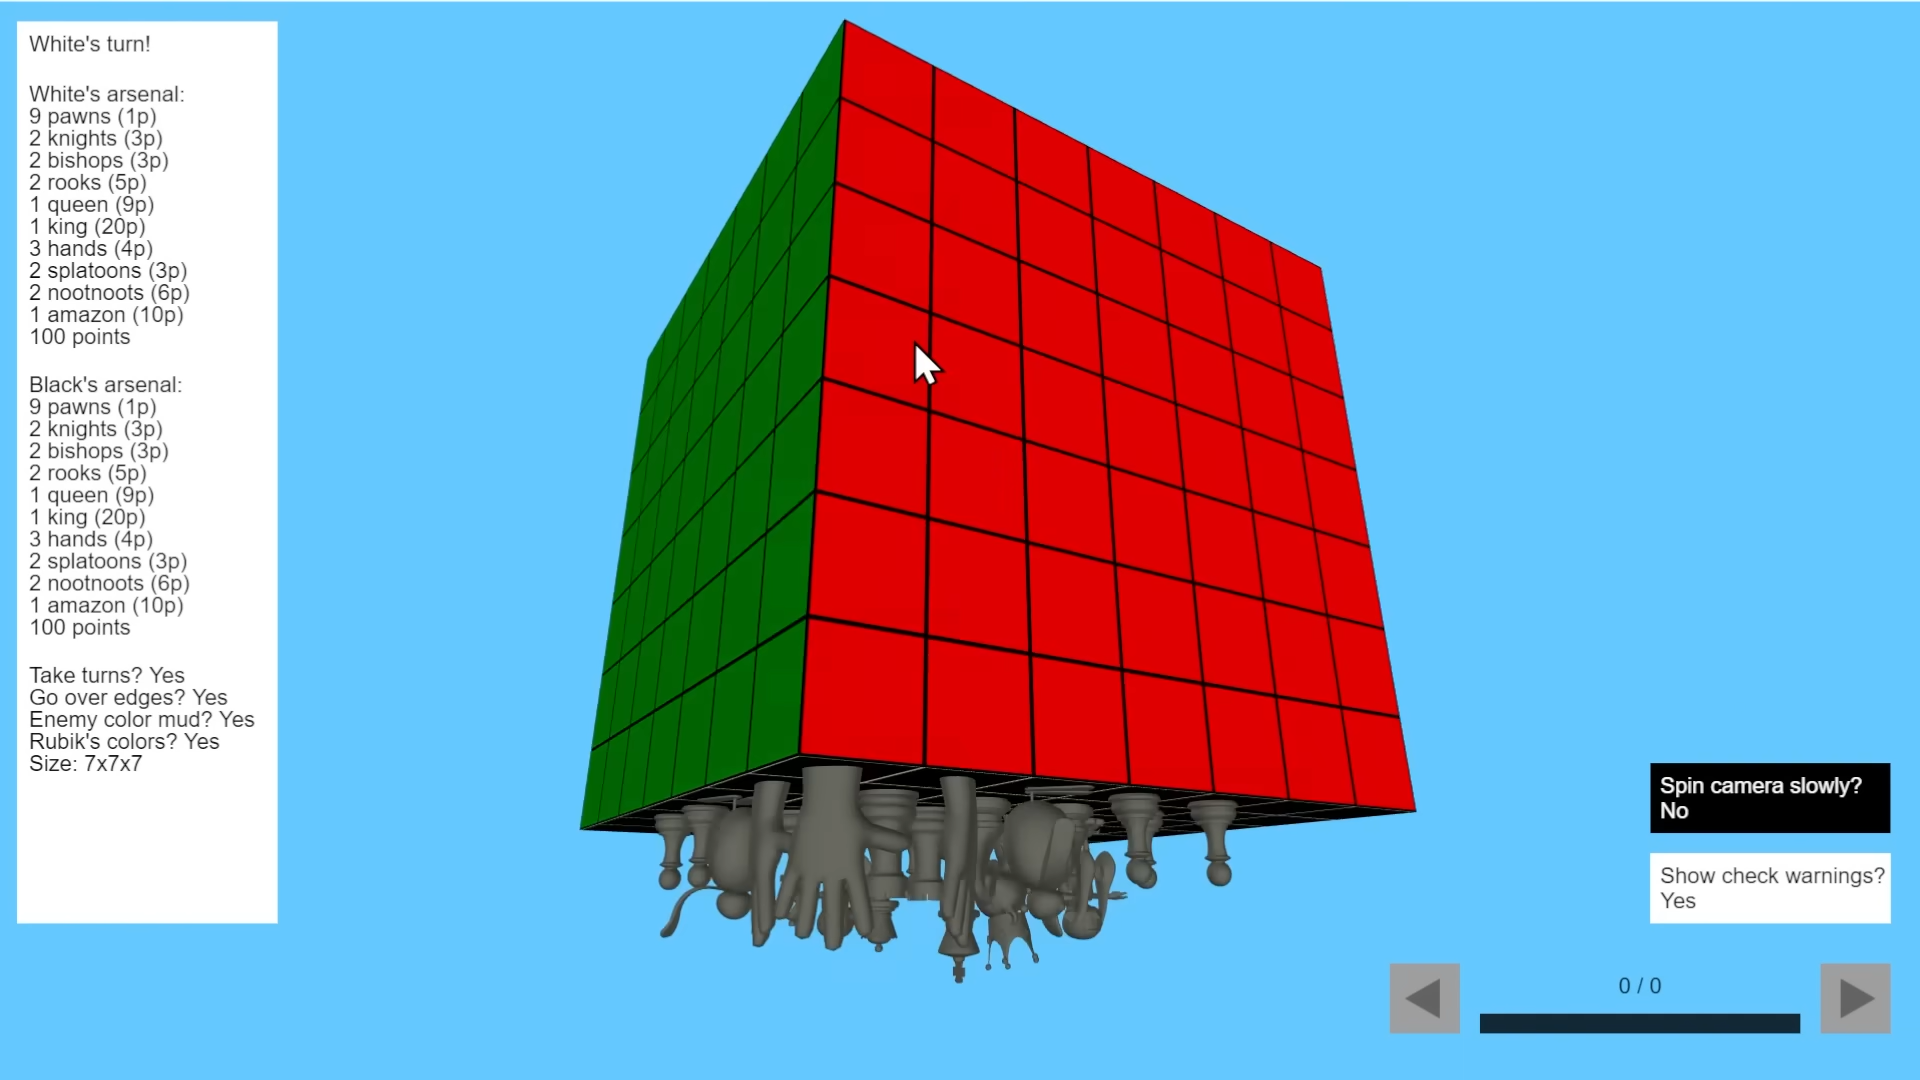 White's turn!
White's arsenal:
9 pawns (1p)
2 knights (3p)
2 bishops (3p)
2 rooks (5p)
1 queen (9p)
1 king (20p)
3 hands (4p)
2 splatoons (3p)
2 nootnoots (6p)
1 amazon (10p)
100 points
Black's arsenal:
9 pawns (1p)
2 knights (3p)
2 bishops (3p)
2 rooks (5p)
1 queen (9p)
1 king (20p)
3 hands (4p)
2 splatoons (3p)
2 nootnoots (6p)
1 amazon (10p)
100 points
Take turns? Yes
Go over edges? Yes
Enemy color mud? Yes
Rubik's colors? Yes
Size: 7x7x7
Spin camera slowly?
No
Show check warnings?
Yes
0 / 0